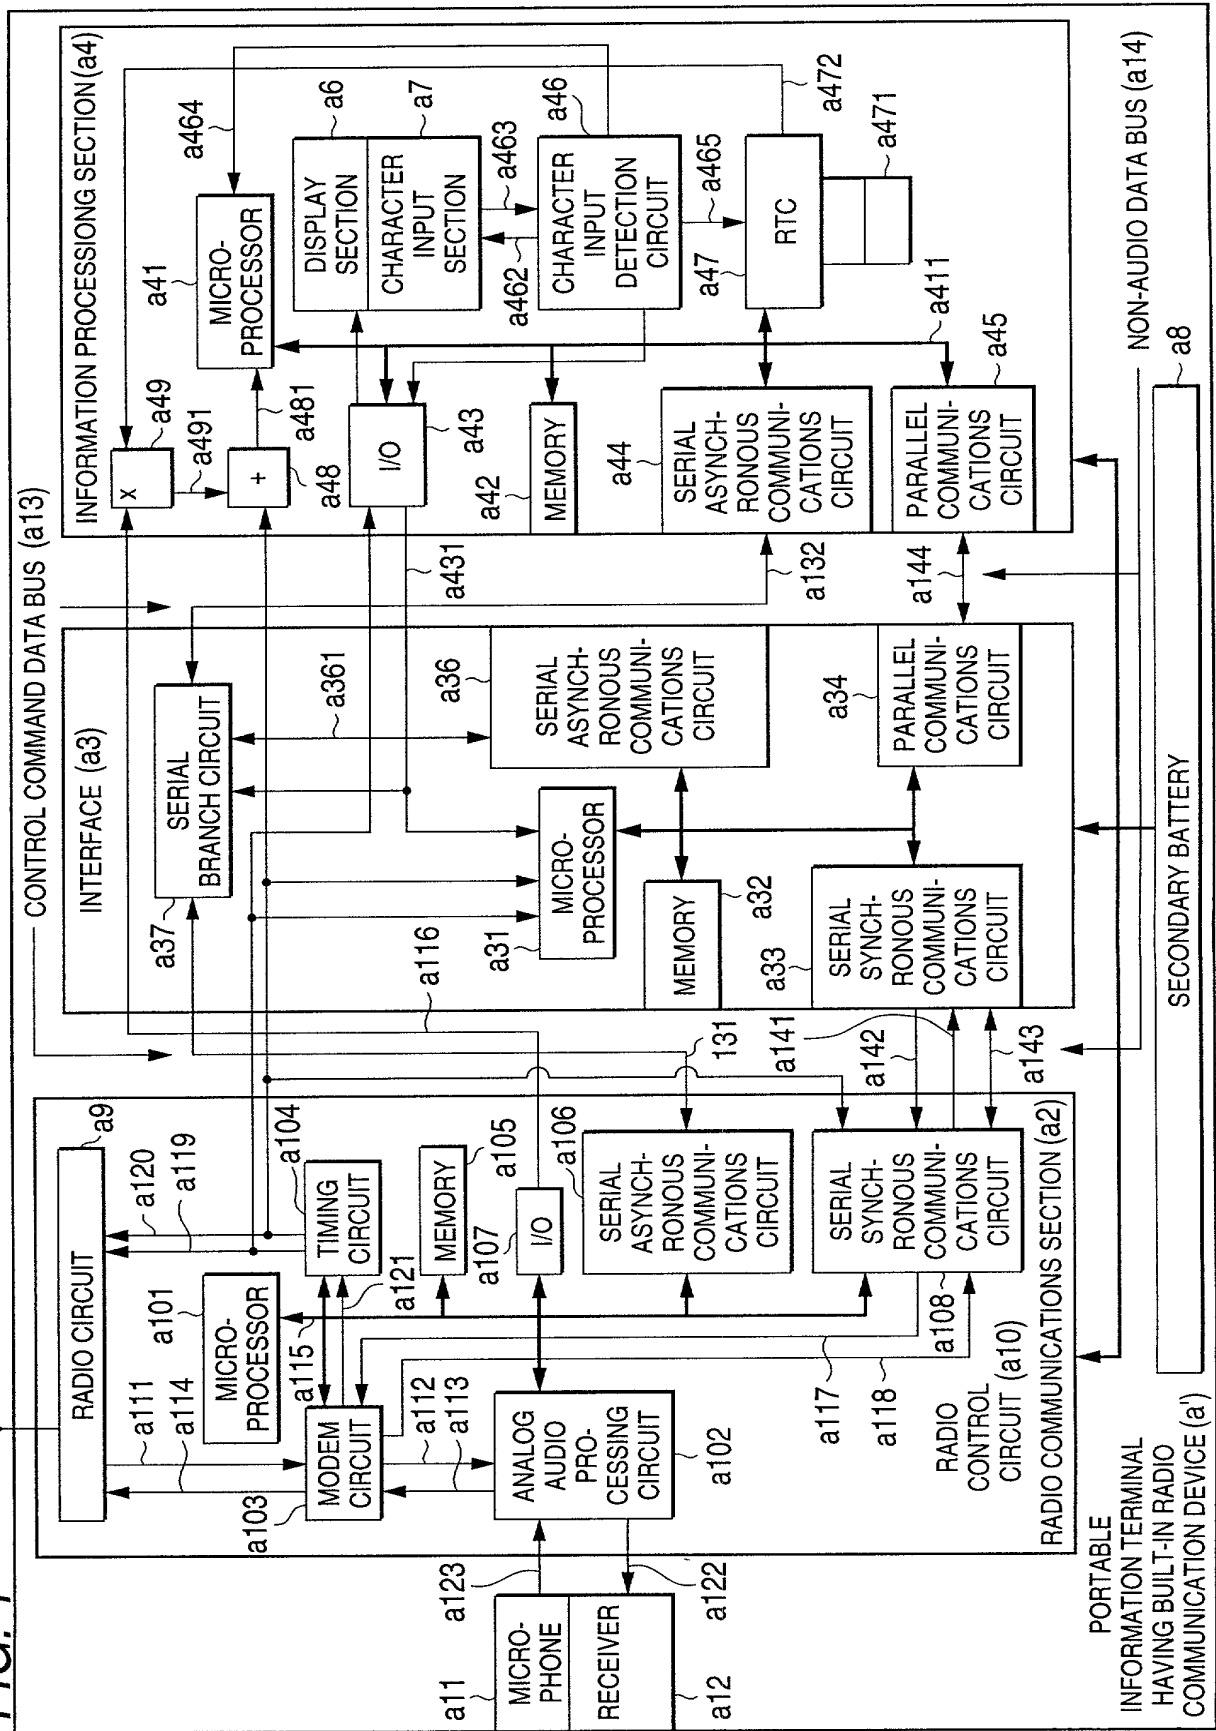 FIG. 1
CONTROL COMMAND DATA BUS (a13)
RADIO CIRCUIT
a9
a111
a114
a120
a119
a101
MICRO-
PROCESSOR
a104
TIMING
CIRCUIT
a115
a121
a103
MODEM
CIRCUIT
a112
a113
MEMORY
a105
a107
I/O
a106
SERIAL
ASYNCH-
RONOUS
COMMUNI-
CATIONS
CIRCUIT
ANALOG
AUDIO
PRO-
CESSING
CIRCUIT
a102
SERIAL
SYNCH-
RONOUS
COMMUNI-
CATIONS
CIRCUIT
a108
a117
a118
RADIO
CONTROL
CIRCUIT (a10)
RADIO COMMUNICATIONS SECTION (a2)
a11
a123
MICRO-
PHONE
RECEIVER
a122
a12
INTERFACE (a3)
a37
SERIAL
BRANCH CIRCUIT
a361
a116
a31
MICRO-
PROCESSOR
a36
SERIAL
ASYNCH-
RONOUS
COMMUNI-
CATIONS
CIRCUIT
MEMORY
a32
a33
SERIAL
SYNCH-
RONOUS
COMMUNI-
CATIONS
CIRCUIT
a34
PARALLEL
COMMUNI-
CATIONS
CIRCUIT
131
a141
a142
a143
a431
a132
a144
INFORMATION PROCESSIONG SECTION (a4)
X
a49
a491
+
a481
a48
a41
MICRO-
PROCESSOR
a464
I/O
a43
DISPLAY
SECTION
a6
CHARACTER
INPUT
SECTION
a7
a462
a463
a46
CHARACTER
INPUT
DETECTION
CIRCUIT
a42
MEMORY
a465
a44
SERIAL
ASYNCH-
RONOUS
COMMUNI-
CATIONS
CIRCUIT
a47
RTC
a472
a471
a411
PARALLEL
COMMUNI-
CATIONS
CIRCUIT
a45
NON-AUDIO DATA BUS (a14)
SECONDARY BATTERY
a8
PORTABLE
INFORMATION TERMINAL
HAVING BUILT-IN RADIO
COMMUNICATION DEVICE (a')